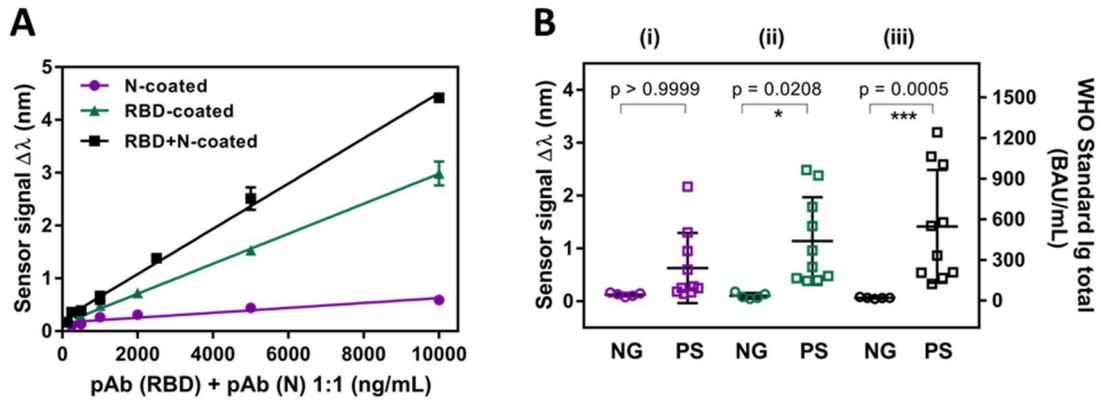 A
Sensor signal Δλ (nm)
5
4
3
2
1
0
N-coated
RBD-coated
RBD+N-coated
0 2000 4000 6000 8000 10000
pAb (RBD) + pAb (N) 1:1 (ng/mL)
B
(i) (ii) (iii)
Sensor signal Δλ (nm)
4
3
2
1
0
p > 0.9999 p = 0.0208 p = 0.0005
* ***
NG PS NG PS NG PS
1500
1200
900
600
300
0
WHO Standard Ig total
(BAU/mL)